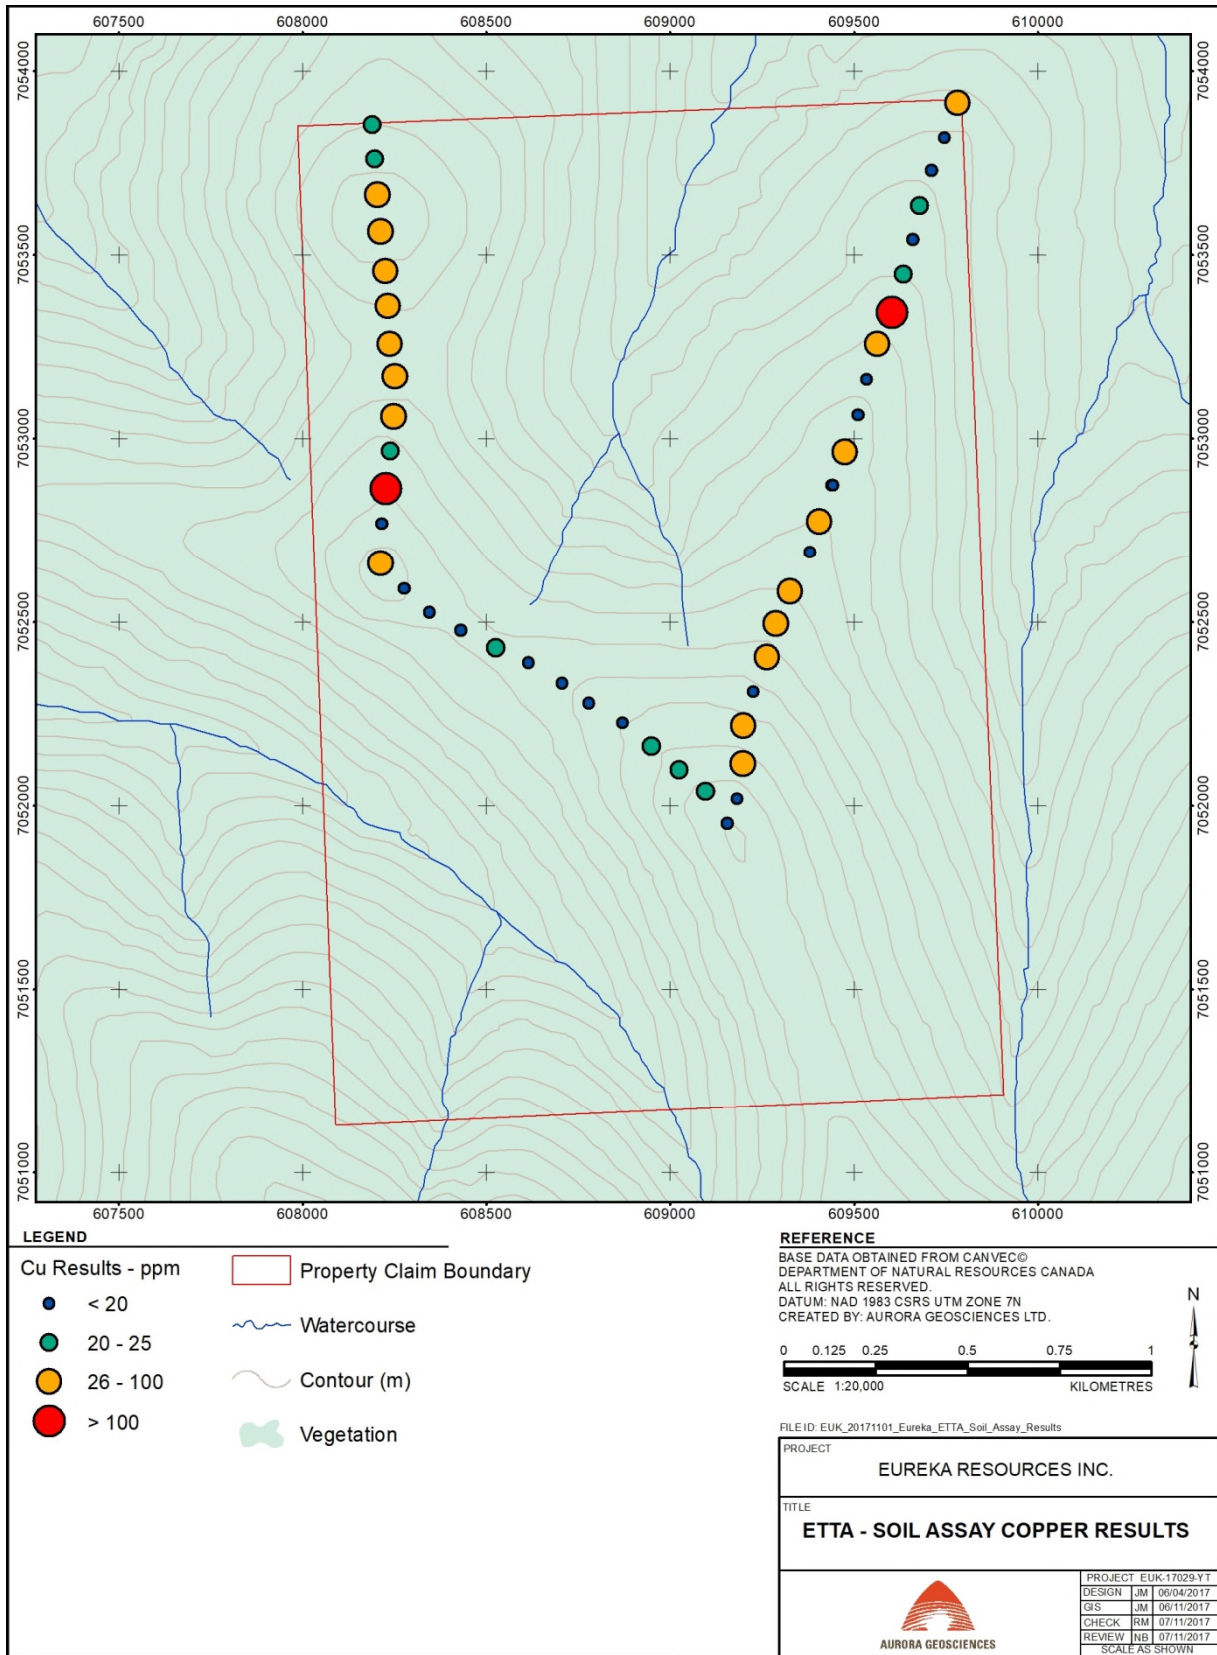 607500 608000 608500 609000 609500 610000
7054000 7054000
7053500 7053500
7053000 7053000
7052500 7052500
7052000 7052000
7051500 7051500
7051000 7051000
607500 608000 608500 609000 609500 610000
LEGEND
Cu Results - ppm
< 20
20 - 25
26 - 100
> 100
Property Claim Boundary
Watercourse
Contour (m)
Vegetation
REFERENCE
BASE DATA OBTAINED FROM CANVEC©
DEPARTMENT OF NATURAL RESOURCES CANADA
ALL RIGHTS RESERVED.
DATUM: NAD 1983 CSRS UTM ZONE 7N
CREATED BY: AURORA GEOSCIENCES LTD.
N
0 0.125 0.25 0.5 0.75 1
SCALE 1:20,000 KILOMETRES
FILE ID: EUK_20171101_Eureka_ETTA_Soil_Assay_Results
PROJECT
EUREKA RESOURCES INC.
TITLE
ETTA - SOIL ASSAY COPPER RESULTS
AURORA GEOSCIENCES
PROJECT EUK-17029-YT
DESIGN JM 06/04/2017
GIS JM 06/11/2017
CHECK RM 07/11/2017
REVIEW NB 07/11/2017
SCALE AS SHOWN